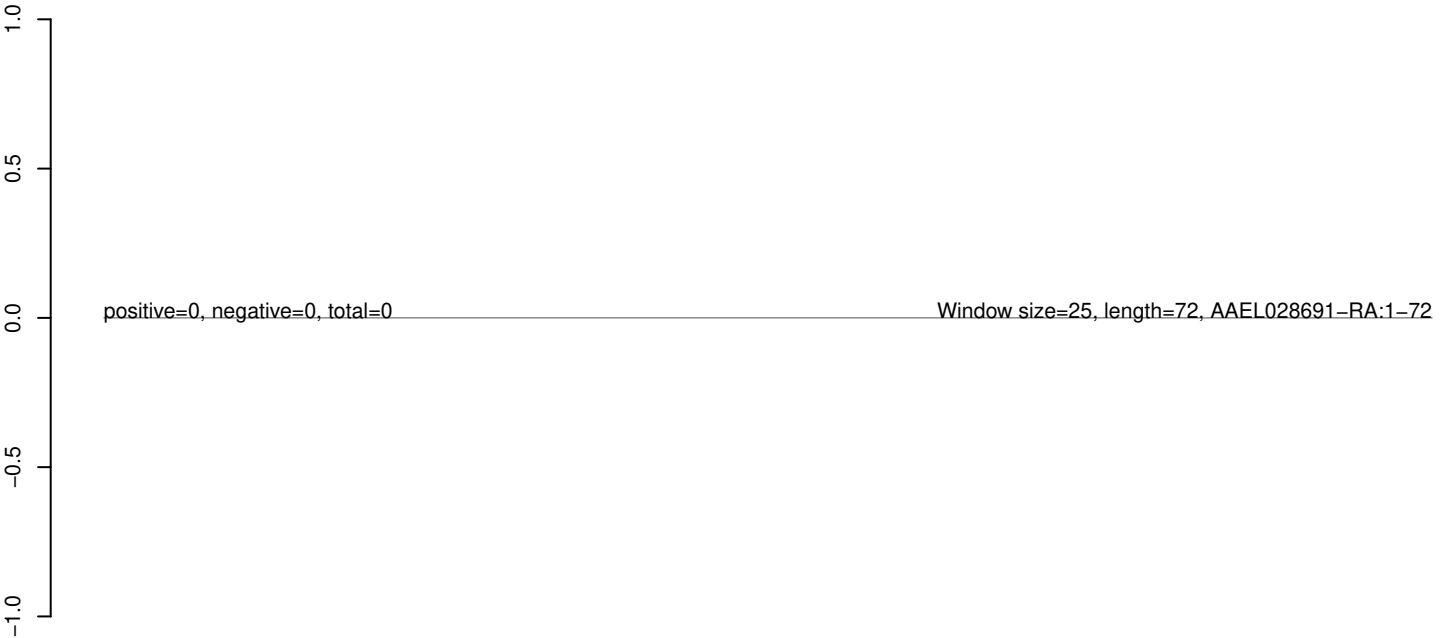 1.0
0.5
0.0
−0.5
−1.0
positive=0, negative=0, total=0
Window size=25, length=72, AAEL028691−RA:1−72